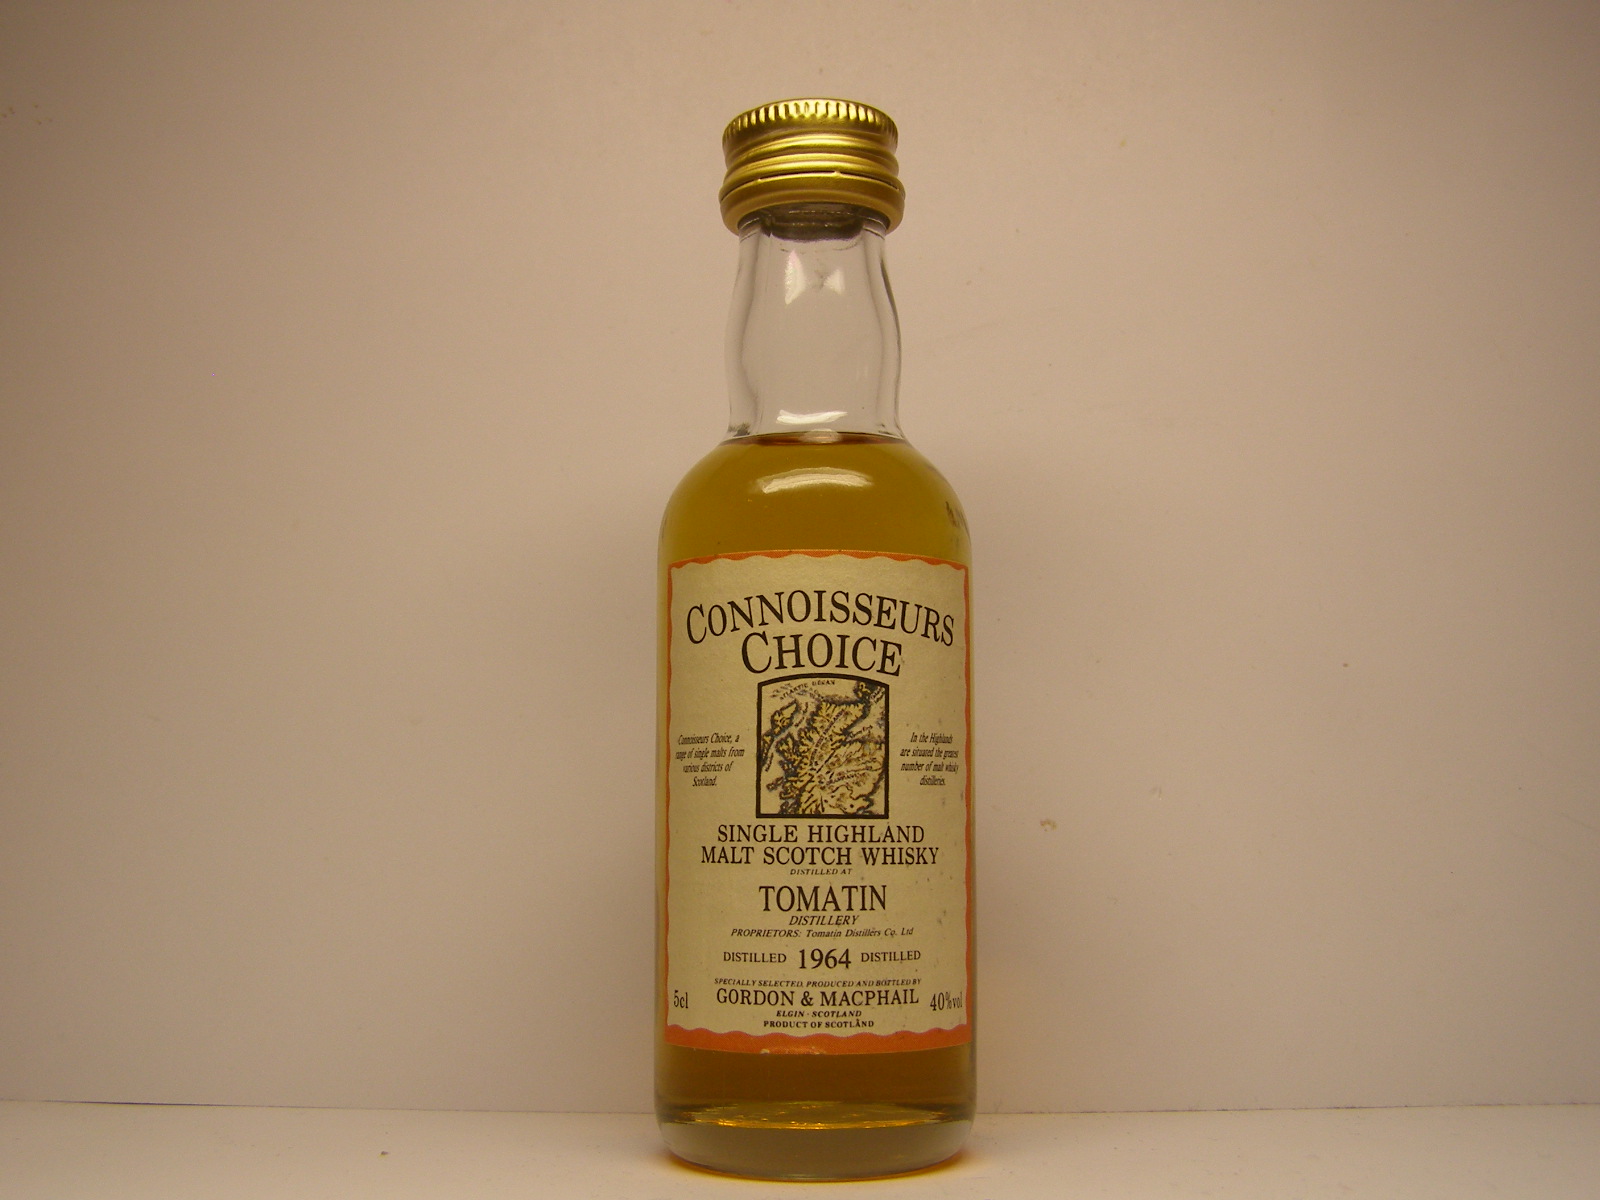 CONNOISSEURS
CHOICE
ATLANTIC OCEAN
Connoisseurs Choice, a
range of single malts from
various districts of
Scotland.
In the Highlands
are situated the greatest
number of malt whisky
distilleries.
SINGLE HIGHLAND
MALT SCOTCH WHISKY
DISTILLED AT
TOMATIN
DISTILLERY
PROPRIETORS: Tomatin Distillers Co. Ltd
DISTILLED 1964 DISTILLED
SPECIALLY SELECTED, PRODUCED AND BOTTLED BY
5cl GORDON & MACPHAIL 40%vol
ELGIN · SCOTLAND
PRODUCT OF SCOTLAND